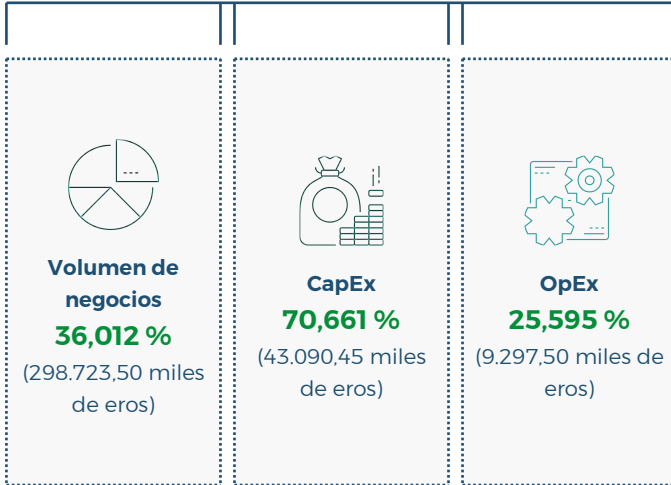 Volumen de
negocios
36,012 %
(298.723,50 miles
de eros)
CapEx
70,661 %
(43.090,45 miles
de eros)
OpEx
25,595 %
(9.297,50 miles de
eros)